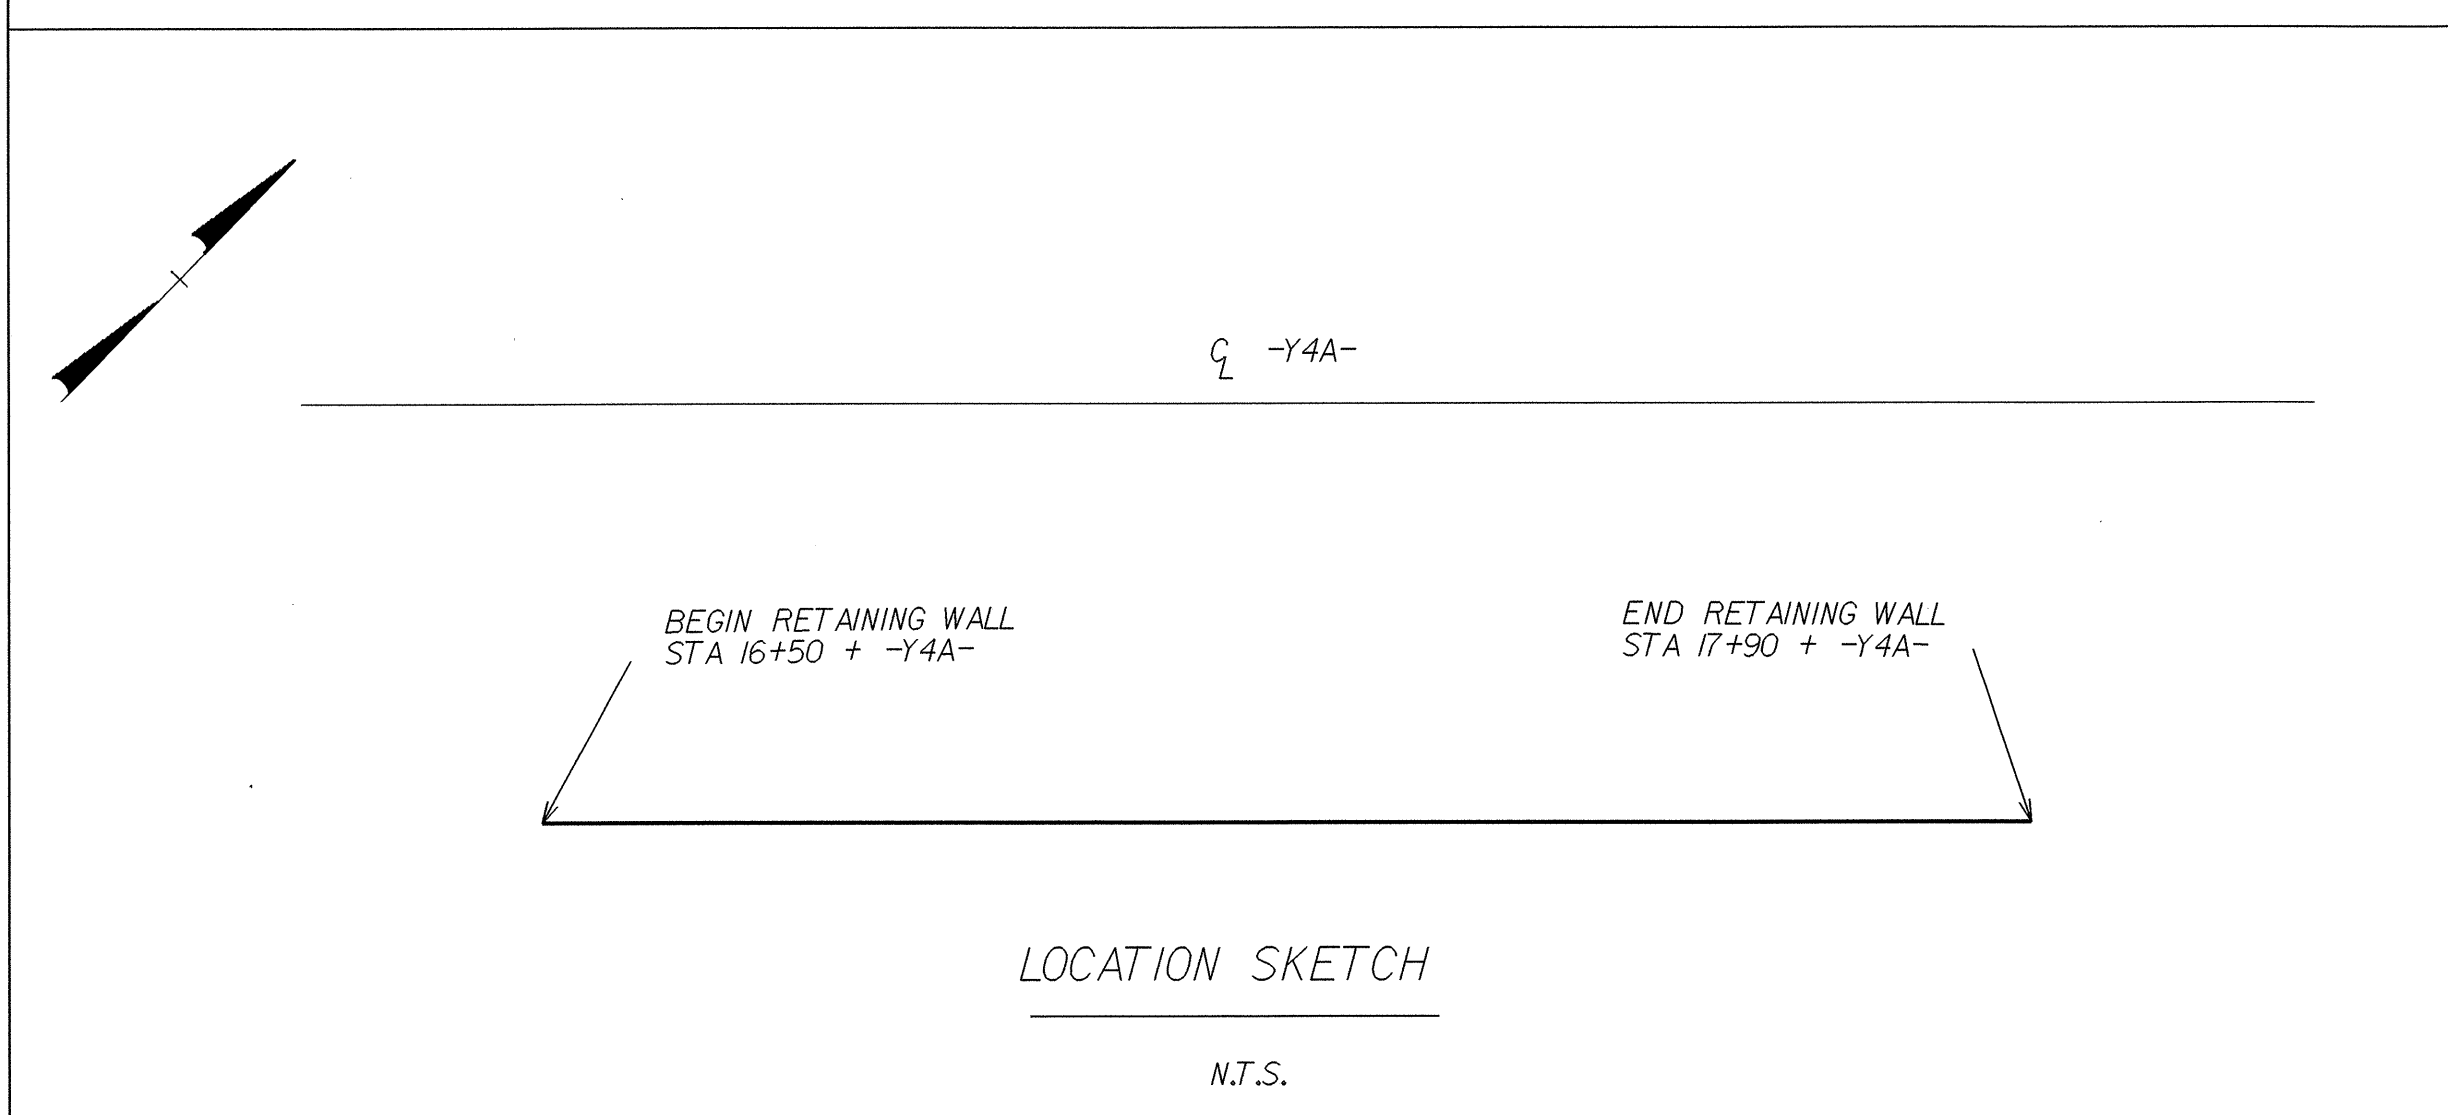 ℄ -Y4A-
BEGIN RETAINING WALL
STA 16+50 + -Y4A-
END RETAINING WALL
STA 17+90 + -Y4A-
LOCATION SKETCH
N.T.S.